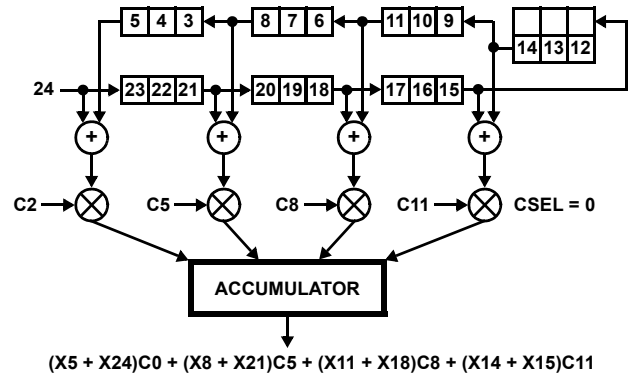 5 4 3 8 7 6 11 10 9
14 13 12
24 23 22 21 20 19 18 17 16 15
+ + + +
C2 C5 C8 C11 CSEL = 0
ACCUMULATOR
(X5 + X24)C0 + (X8 + X21)C5 + (X11 + X18)C8 + (X14 + X15)C11